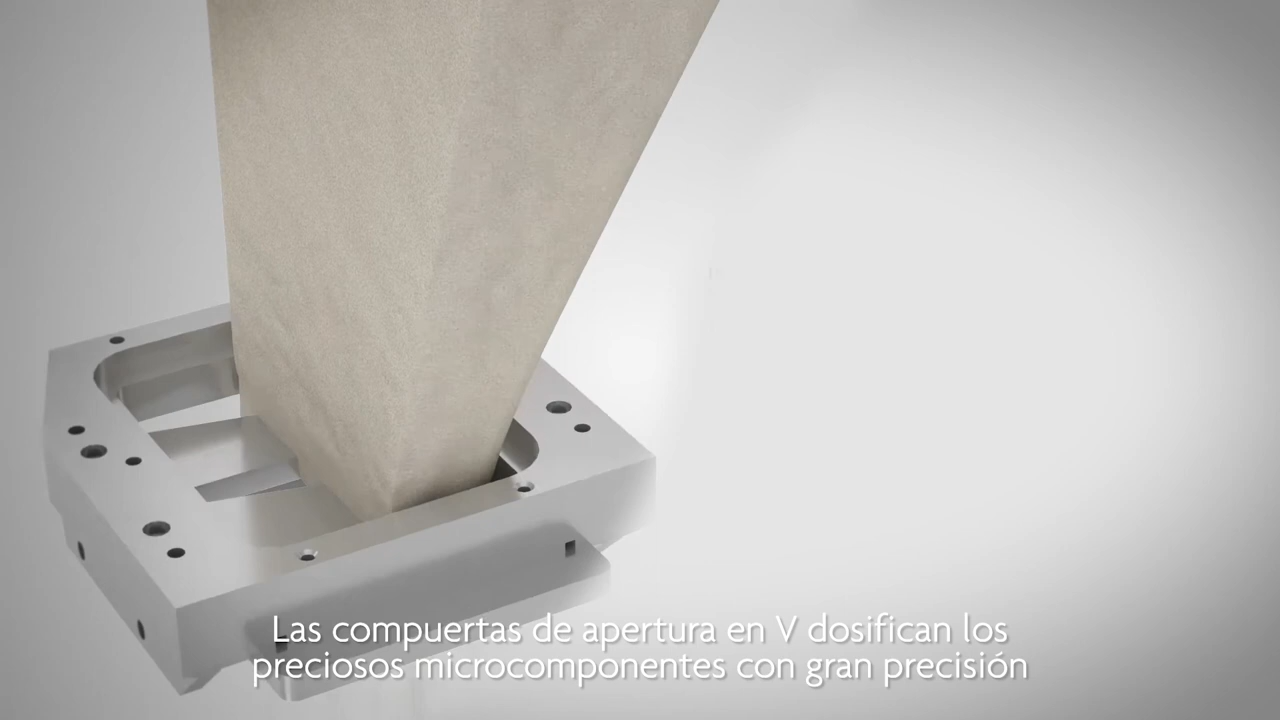 Las compuertas de apertura en V dosifican los
preciosos microcomponentes con gran precisión